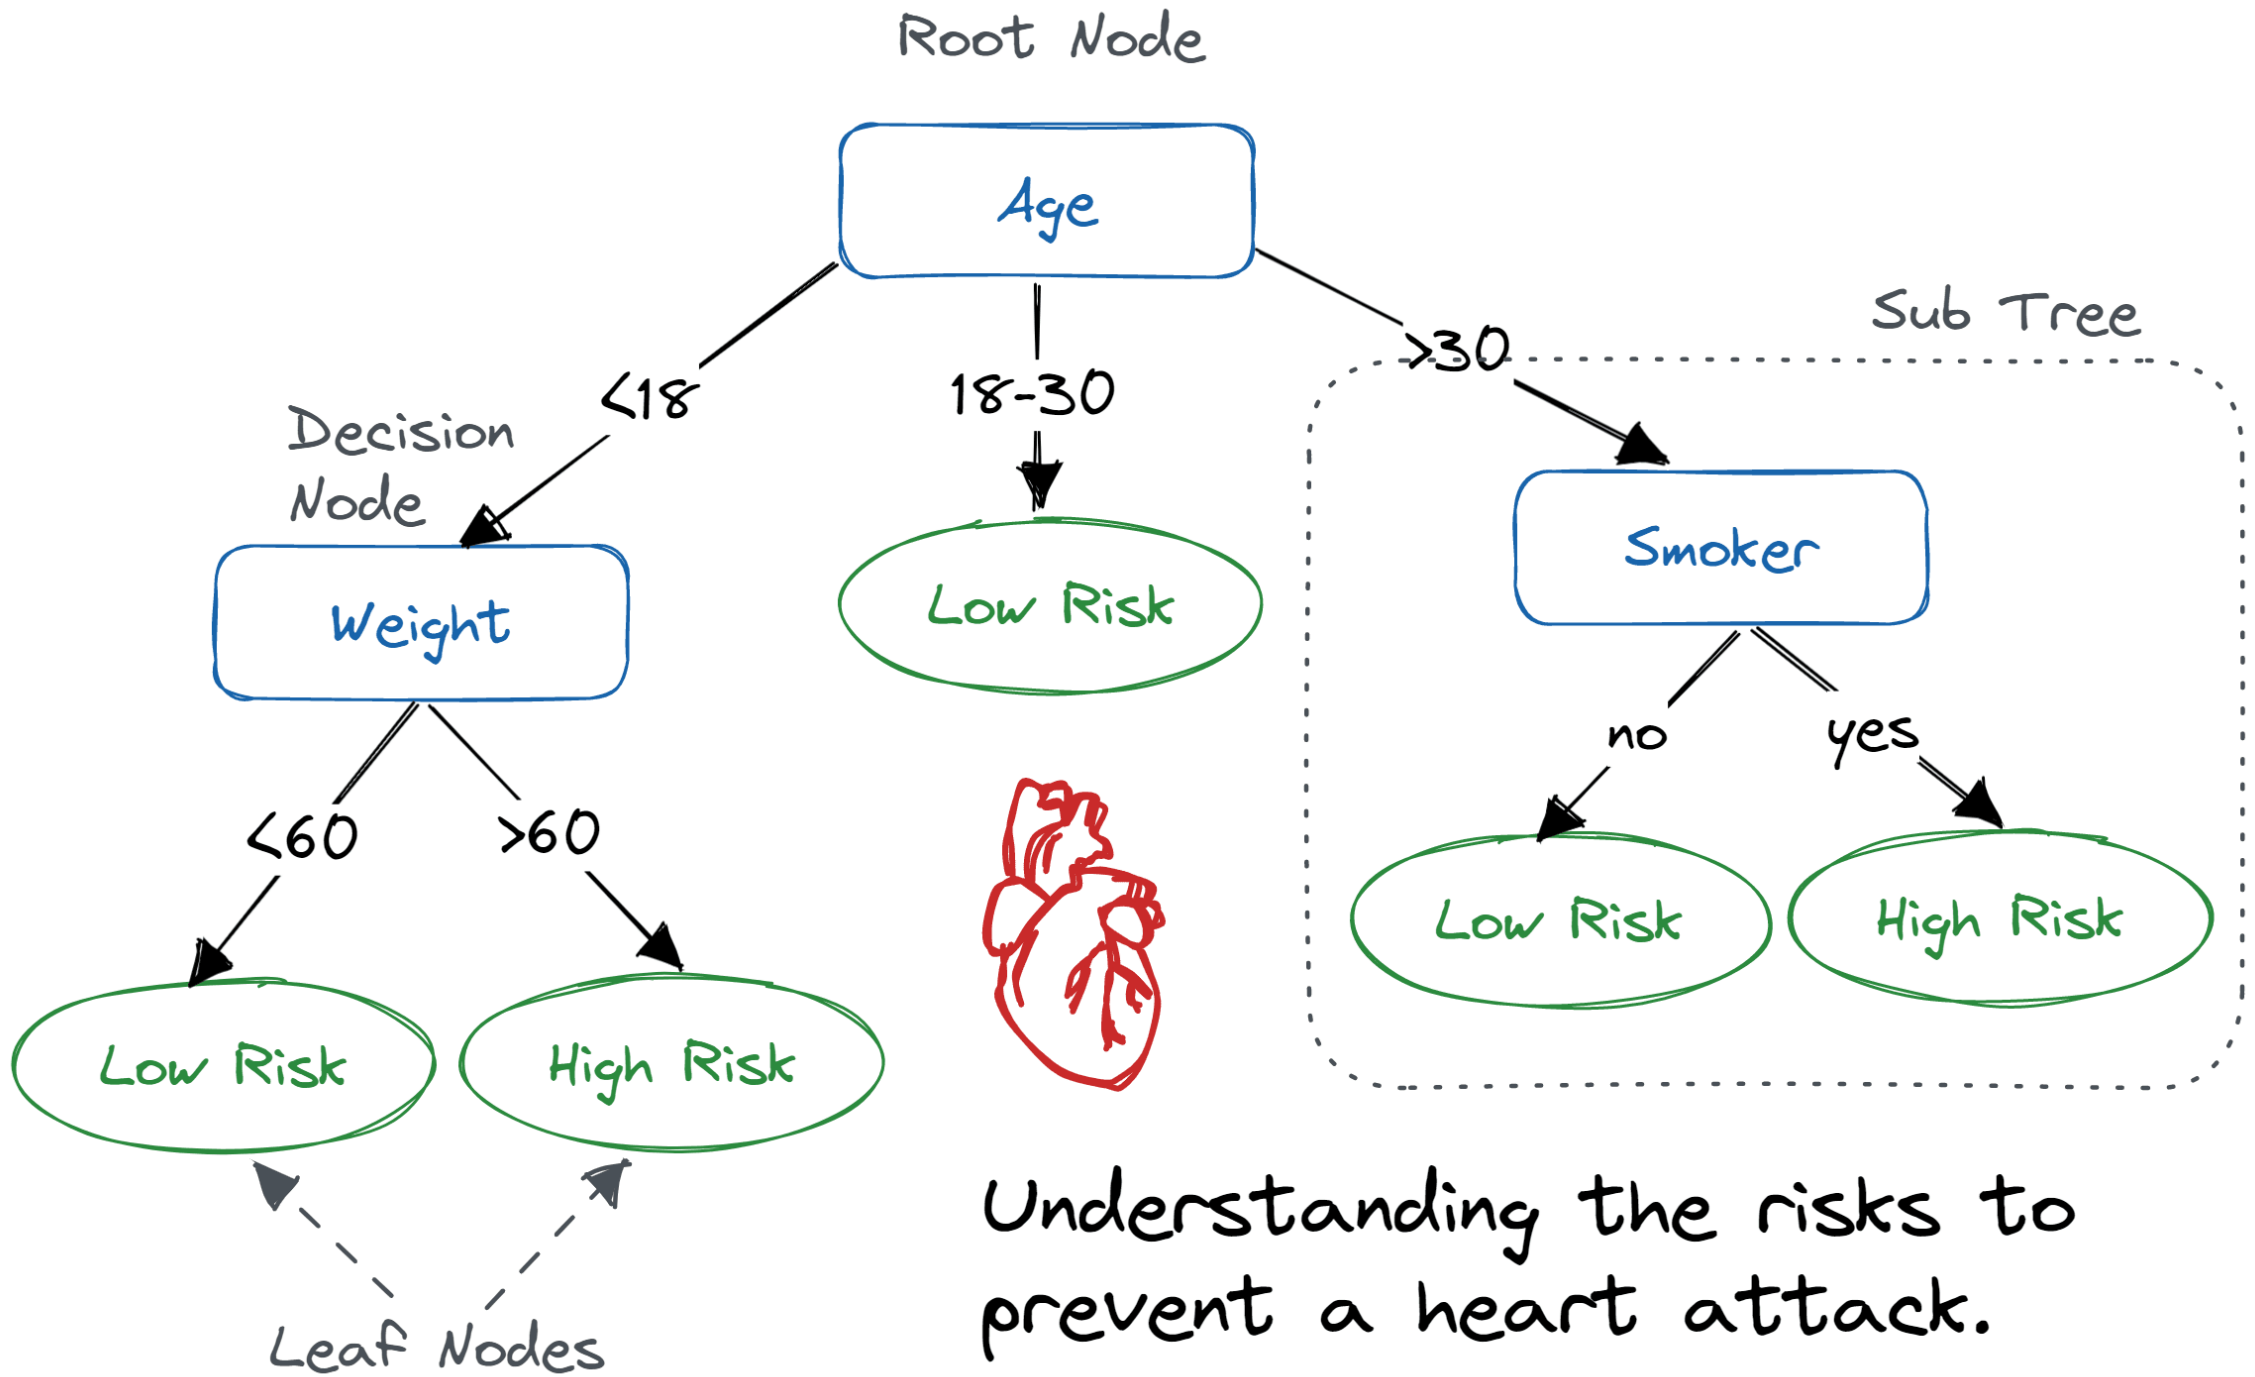 Root Node
Age
<18
18-30
>30
Sub Tree
Decision
Node
Weight
Low Risk
Smoker
<60
>60
no
yes
Low Risk
High Risk
Low Risk
High Risk
Leaf Nodes
Understanding the risks to
prevent a heart attack.